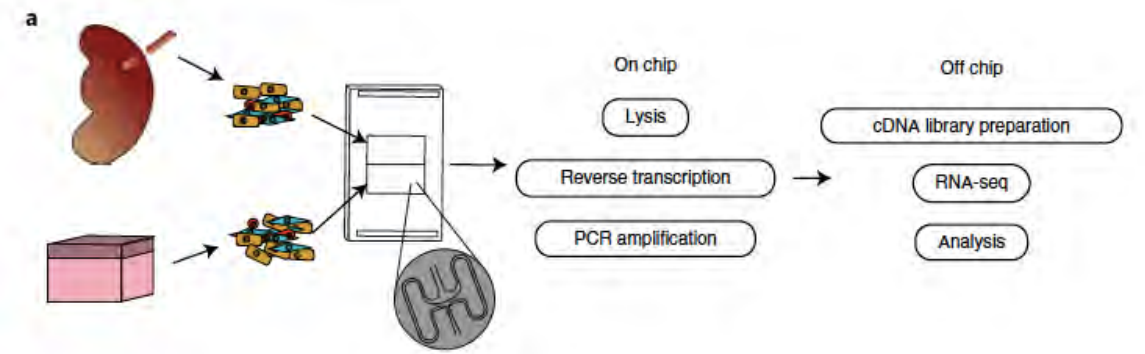 a
On chip
Off chip
Lysis
cDNA library preparation
Reverse transcription
RNA-seq
PCR amplification
Analysis